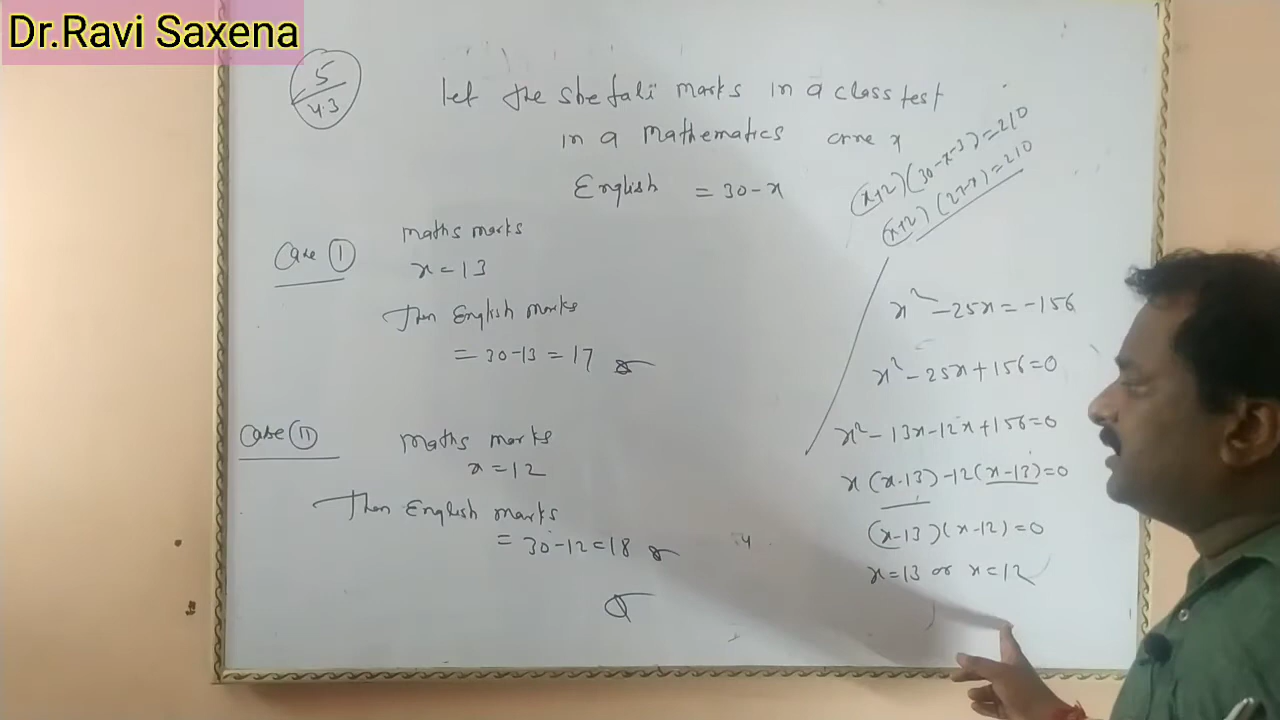 Dr.Ravi Saxena
5
4.3
Let the shefali marks in a class test
in a mathematics are x
English = 30-x
(x+2)(30-x-3)=210
(x+2)(27-x)=210
Case I
Maths marks
x=13
Then English marks
= 30-13 = 17
Case II
Maths marks
x=12
Then English marks
= 30-12=18
x²-25x=-156
x²-25x+156=0
x²-13x-12x+156=0
x(x-13)-12(x-13)=0
(x-13)(x-12)=0
x=13 or x=12